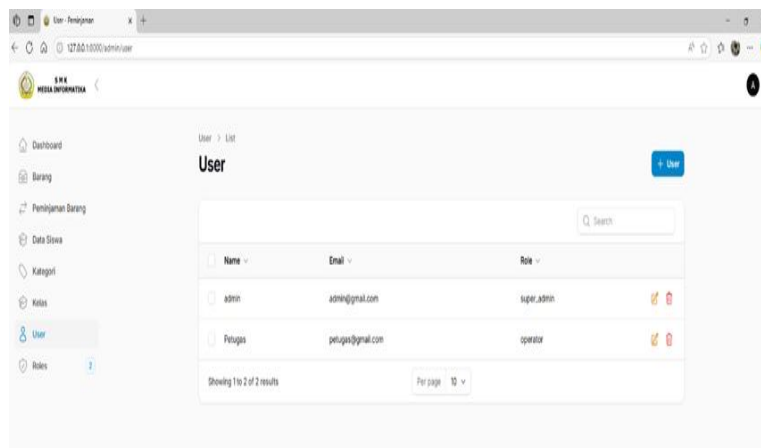 User - Peminjaman
127.0.0.1:8000/admin/user
SMK
MEDIA INFORMATIKA
A
Dashboard
Barang
Peminjaman Barang
Data Siswa
Kategori
Kelas
User
Roles 2
User > List
User
+ User
Search
Name Email Role
admin admin@gmail.com super_admin
Petugas petugas@gmail.com operator
Showing 1 to 2 of 2 results
Per page 10